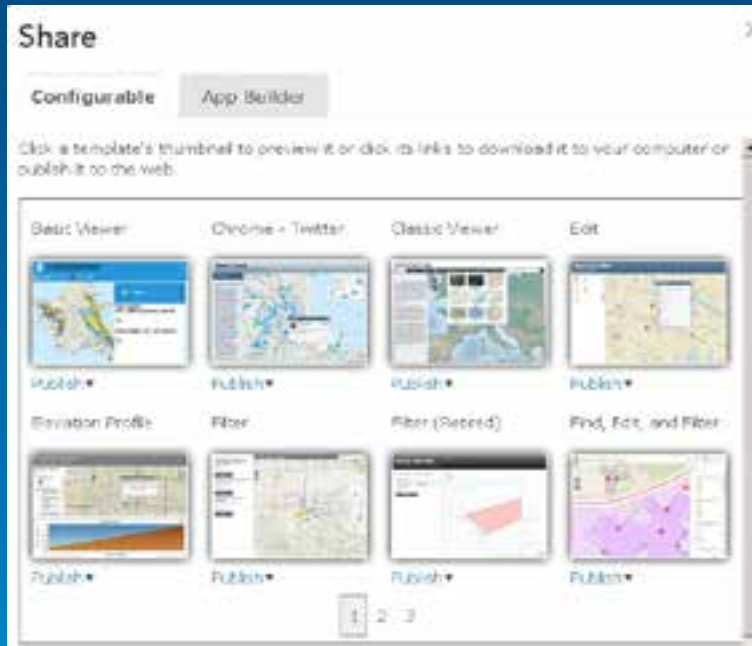 Share
Configurable App Builder
Click a template's thumbnail to preview it or click its links to download it to your computer or
publish it to the web.
Basic Viewer Chrome - Twitter Classic Viewer Edit
Publish Publish Publish Publish
Elevation Profile Filter Filter (Retired) Find, Edit, and Filter
Publish Publish Publish Publish
1 2 3